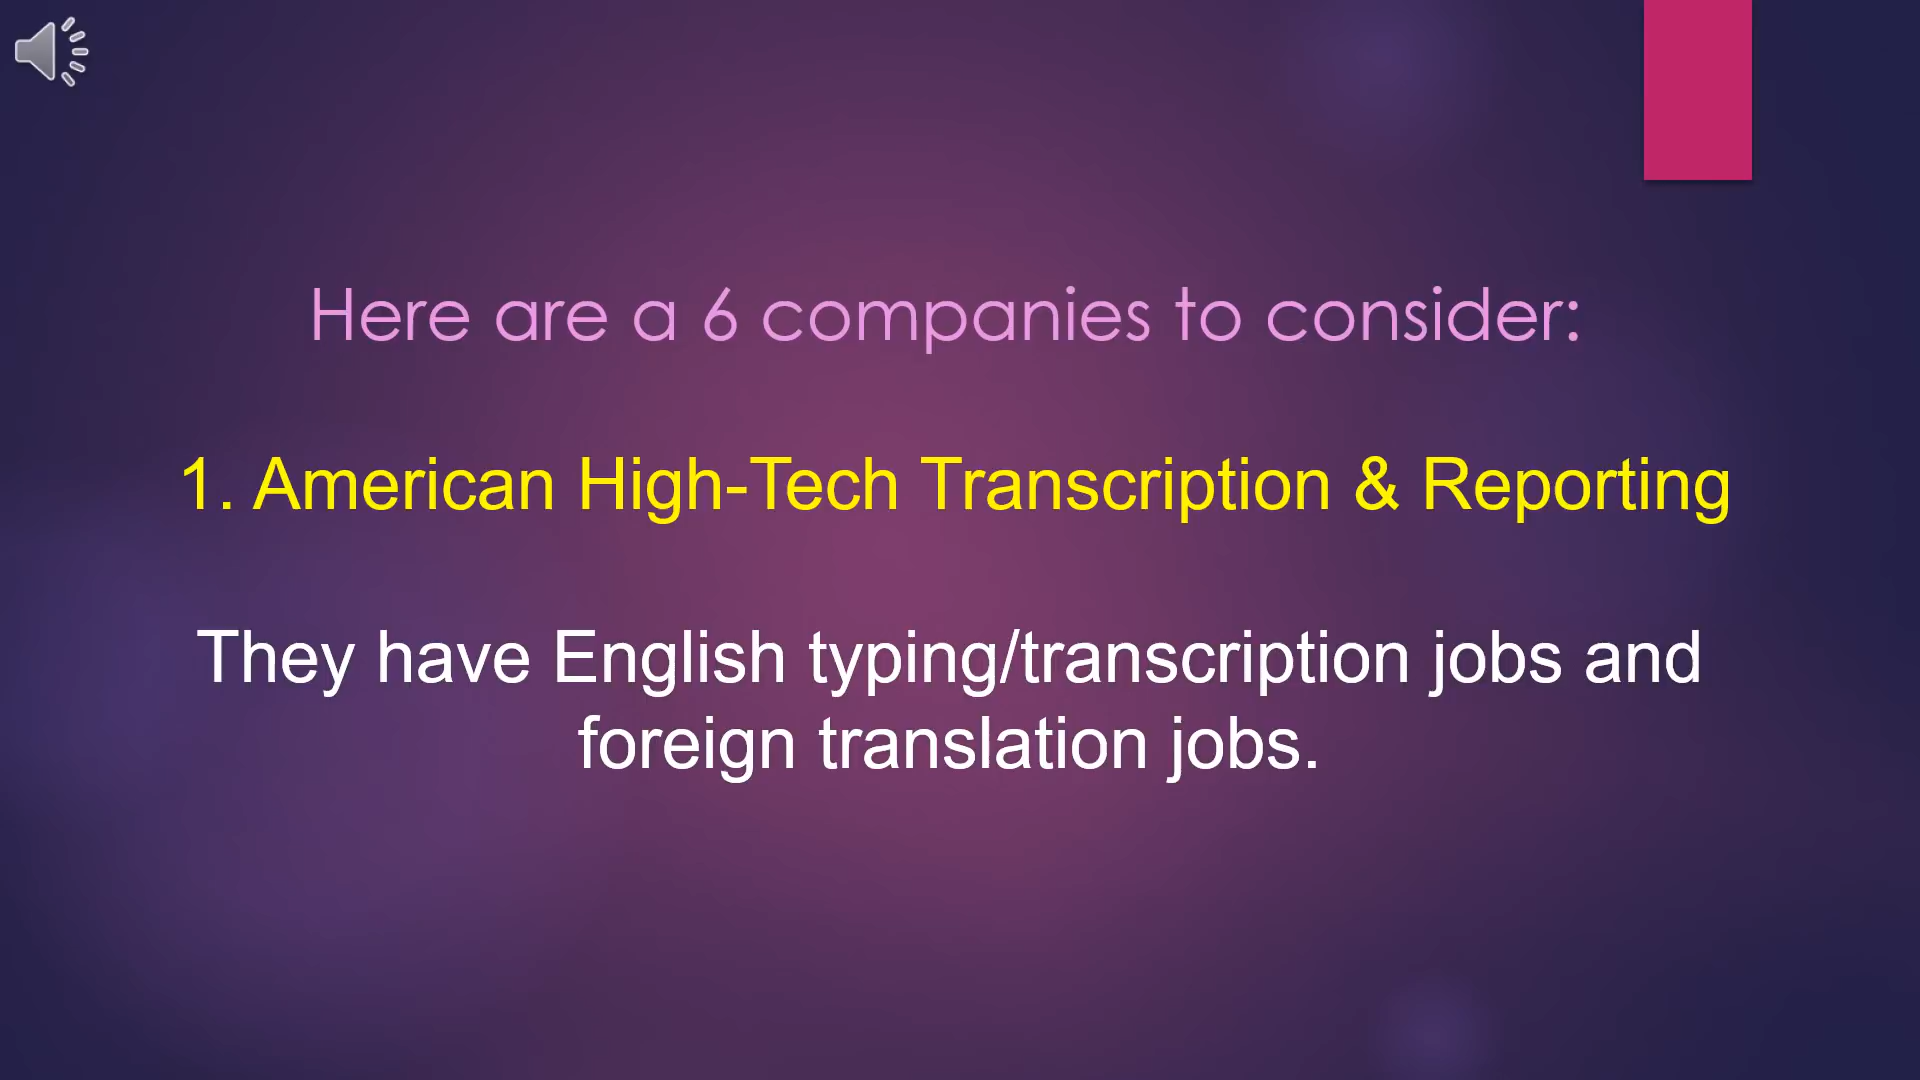 Here are a 6 companies to consider:
1. American High-Tech Transcription & Reporting
They have English typing/transcription jobs and
foreign translation jobs.